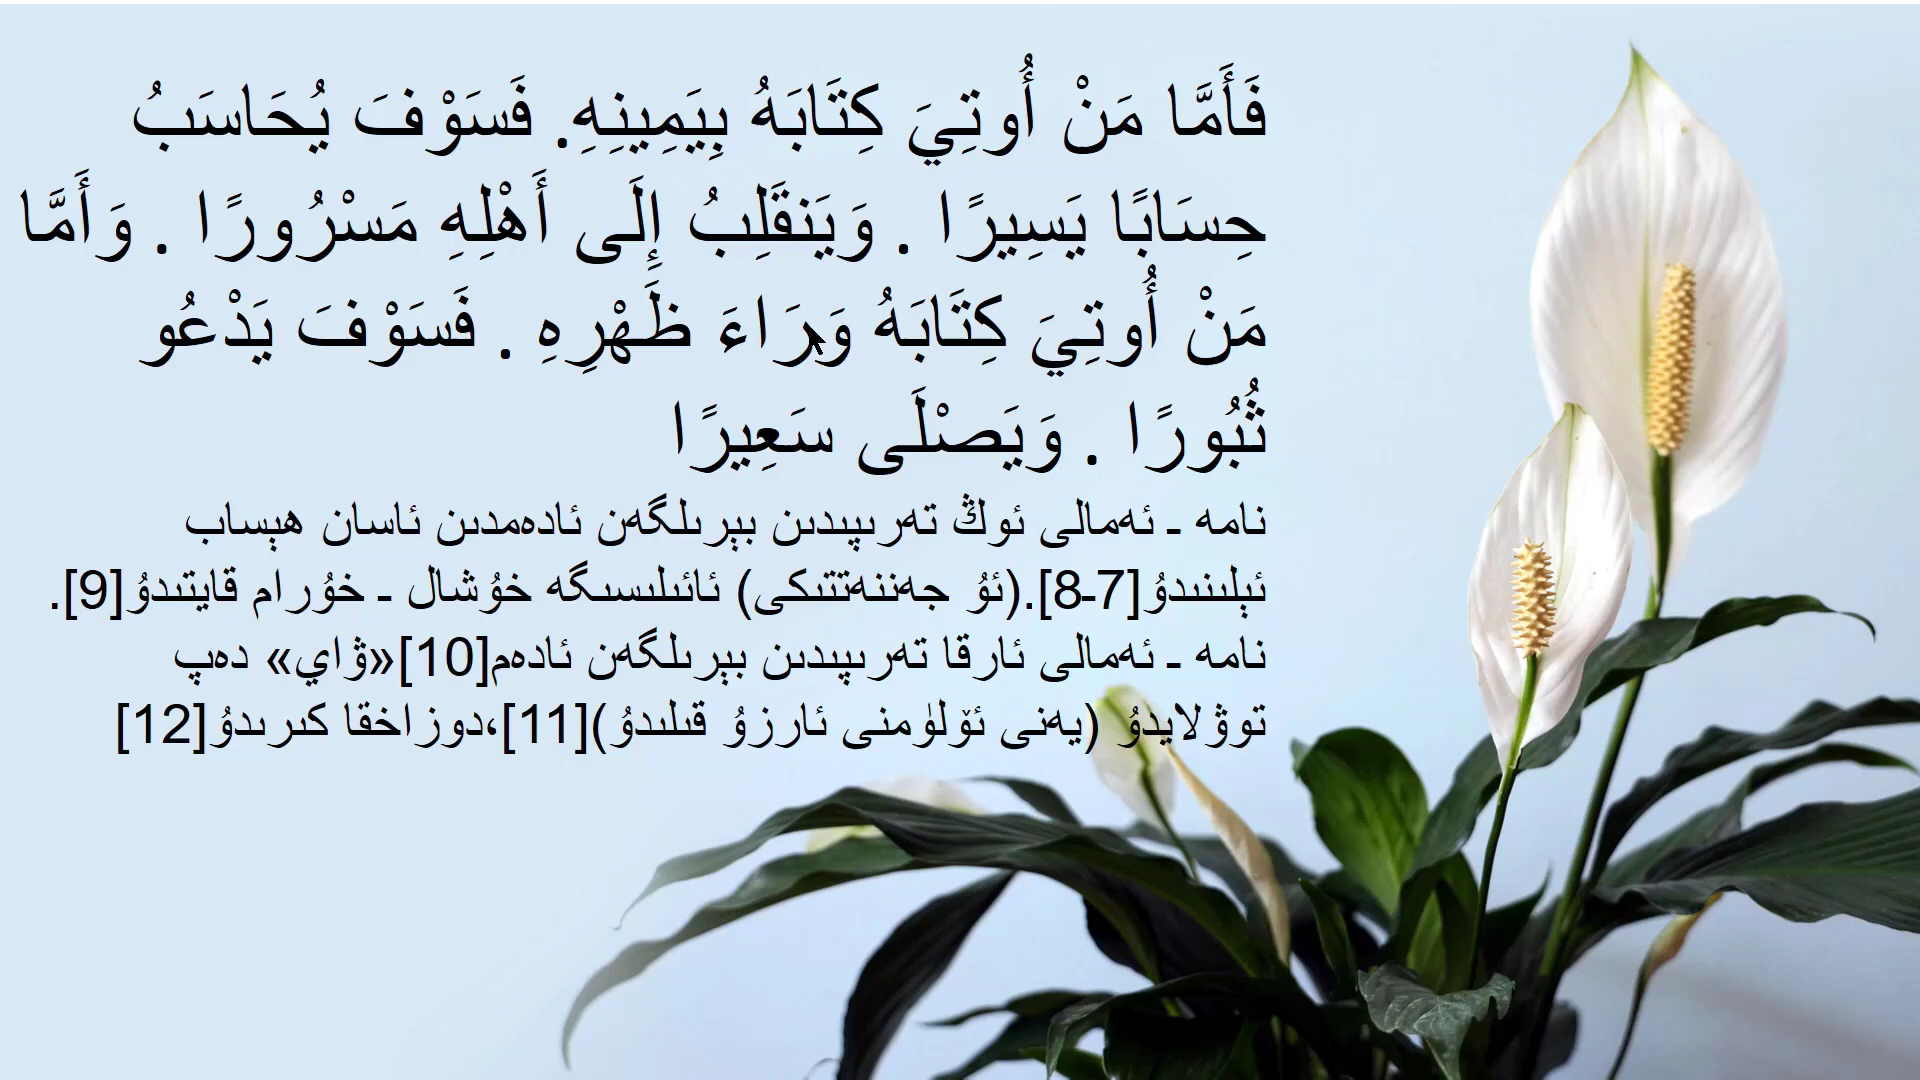 فَأَمَّا مَنْ أُوتِيَ كِتَابَهُ بِيَمِينِهِ. فَسَوْفَ يُحَاسَبُ
حِسَابًا يَسِيرًا . وَيَنقَلِبُ إِلَى أَهْلِهِ مَسْرُورًا . وَأَمَّا
مَنْ أُوتِيَ كِتَابَهُ وَرَاءَ ظَهْرِهِ . فَسَوْفَ يَدْعُو
ثُبُورًا . وَيَصْلَى سَعِيرًا
نامە ـ ئەمالى ئوڭ تەرىپىدىن بېرىلگەن ئادەمدىن ئاسان ھېساب
ئېلىنىدۇ[7ـ8].(ئۇ جەننەتتىكى) ئائىلىسىگە خۇشال ـ خۇرام قايتىدۇ[9].
نامە ـ ئەمالى ئارقا تەرىپىدىن بېرىلگەن ئادەم[10]«ۋاي» دەپ
توۋلايدۇ (يەنى ئۆلۈمنى ئارزۇ قىلىدۇ)[11]،دوزاخقا كىرىدۇ[12]